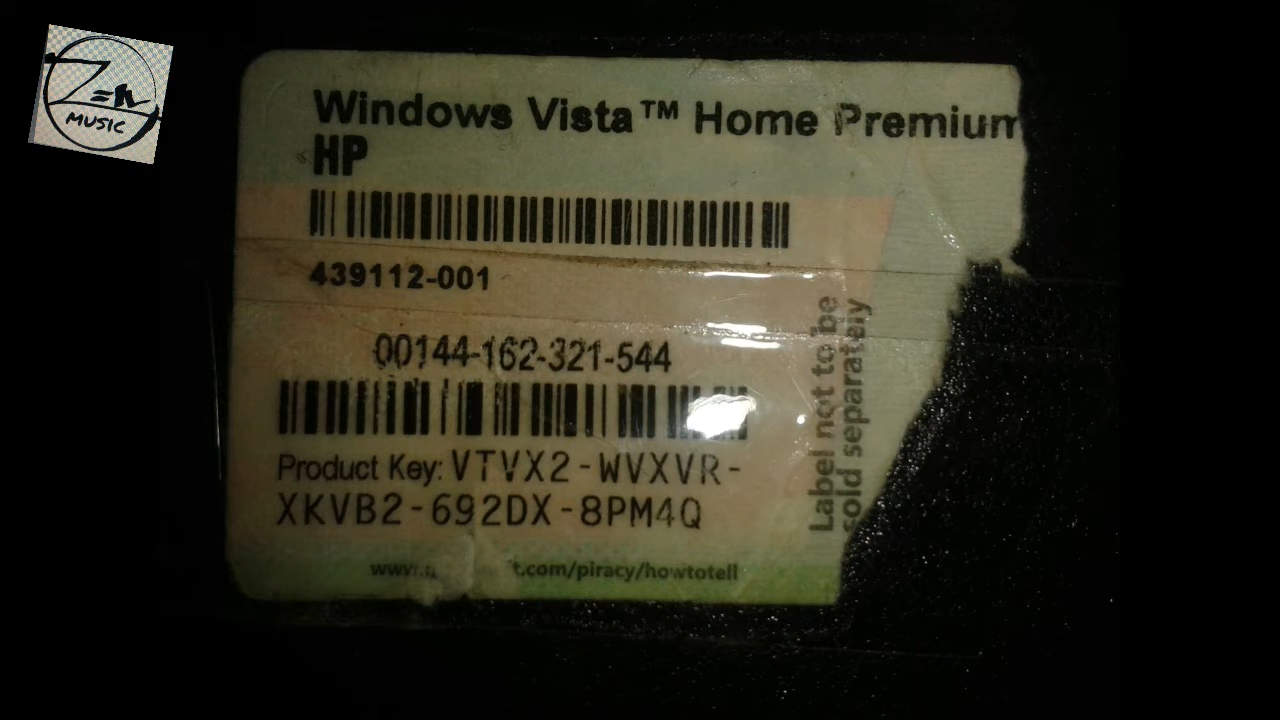 Zen
MUSIC
Windows Vista™ Home Premium
HP
439112-001
00144-162-321-544
Product Key: VTVX2-WVXVR-
XKVB2-692DX-8PM4Q
www. t.com/piracy/howtotell
Label not to be
sold separately